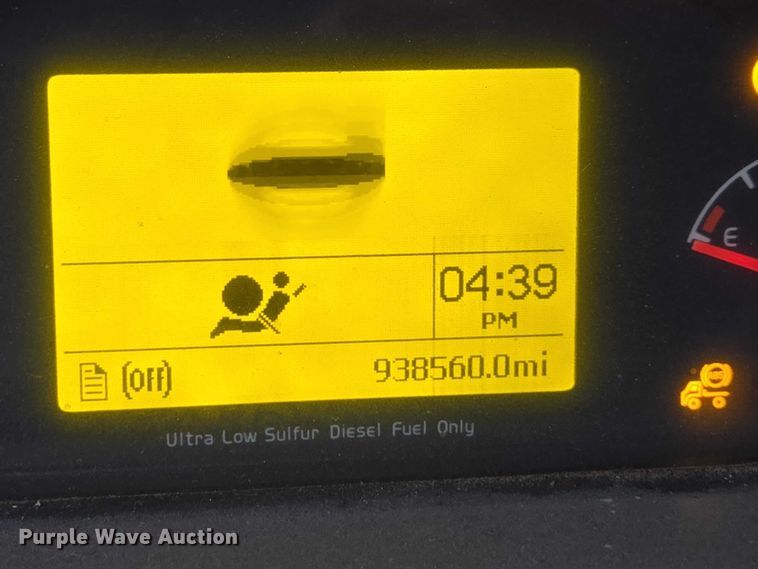 04:39
PM
(OFF)
938560.0mi
E
Ultra Low Sulfur Diesel Fuel Only
Purple Wave Auction